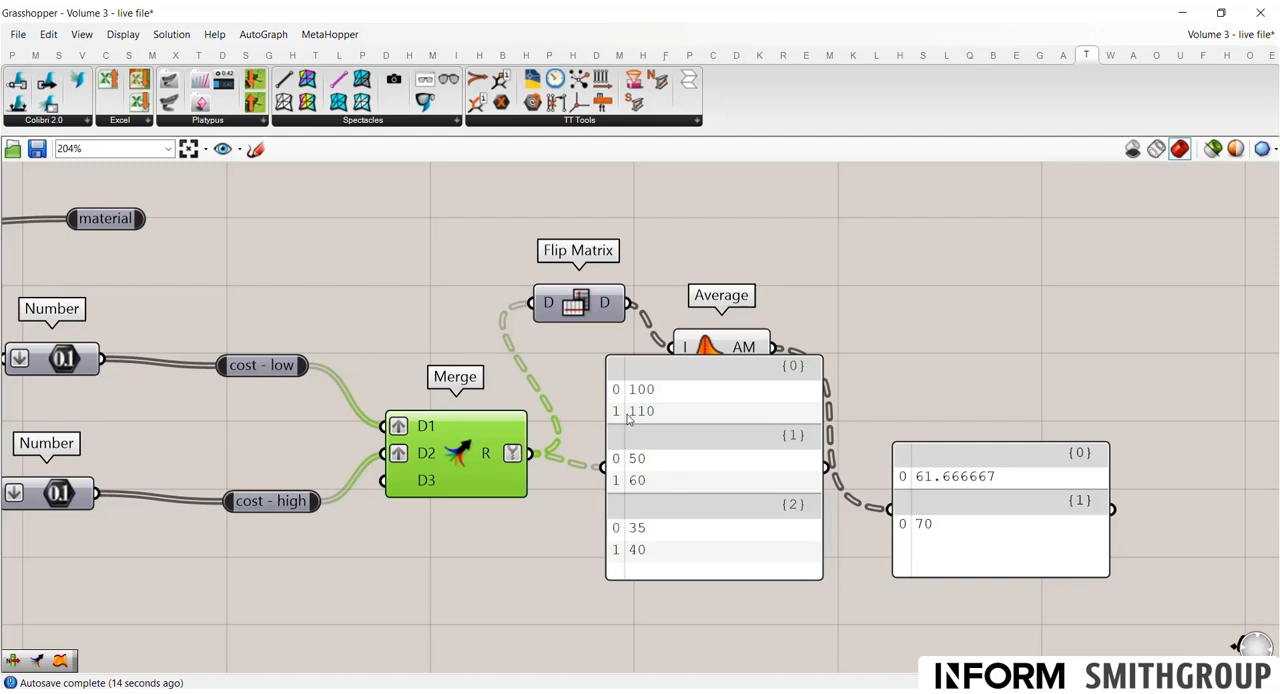 Grasshopper - Volume 3 - live file*
File Edit View Display Solution Help AutoGraph MetaHopper
Volume 3 - live file*
P M S V C S N M X T V L P D E F K L P D M I V H B C F H D M H Ƒ P M D K R E C L H S L Q B E G A T W A O U F H D F E O E
Colibri 2.0 + Excel + Platypus + Spectacles + TT Tools +
204%
material
Flip Matrix
D D
Average
I AM
Number
0.1
cost - low
Merge
D1
D2 R
D3
Number
0.1
cost - high
{0}
0 100
1 110
{1}
0 50
1 60
{2}
0 35
1 40
{0}
0 61.666667
{1}
0 70
Autosave complete (14 seconds ago)
INFORM SMITHGROUP